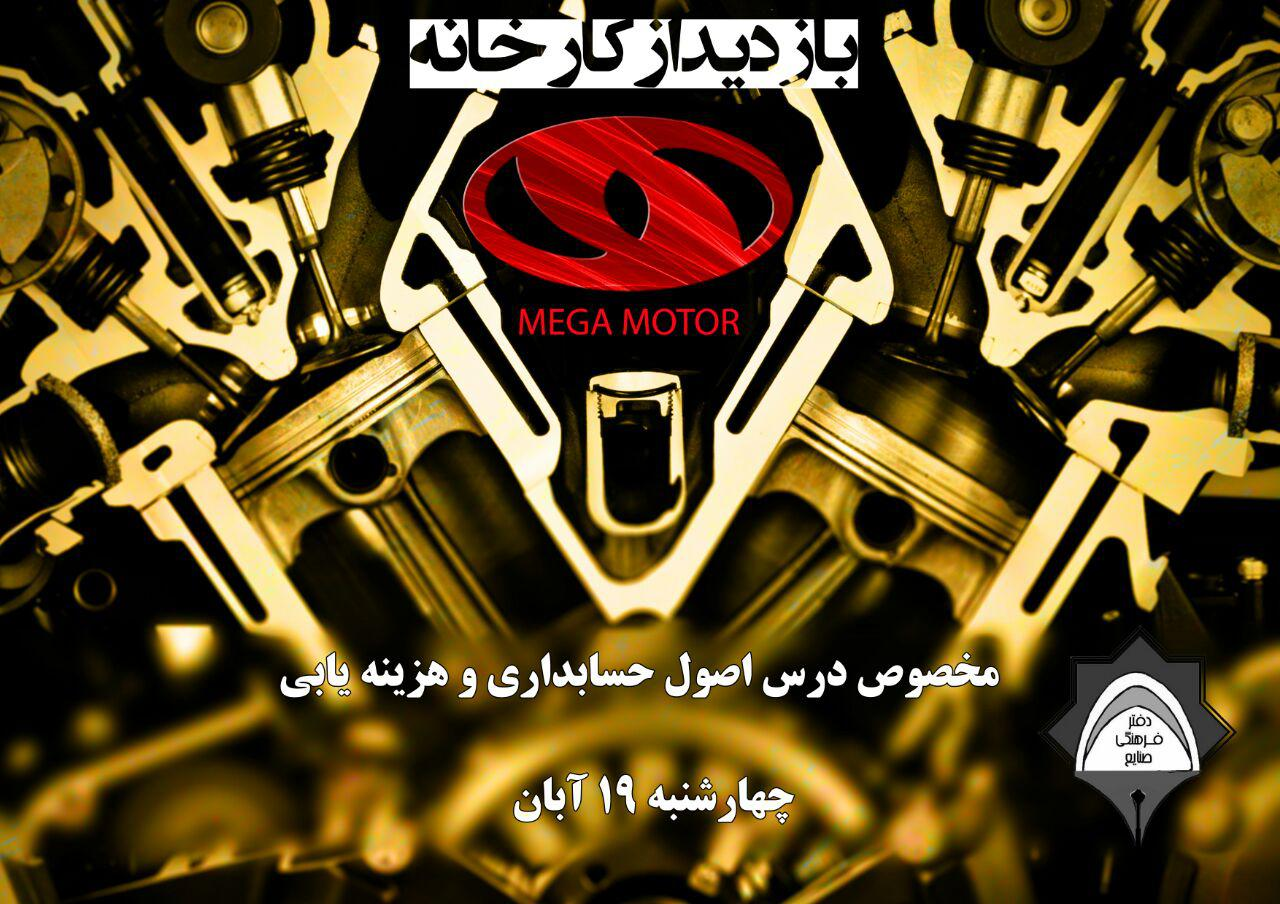 بازدید از کارخانه
MEGA MOTOR
مخصوص درس اصول حسابداری و هزینه یابی
چهارشنبه ۱۹ آبان
دفتر
فرهنگی
صنایع